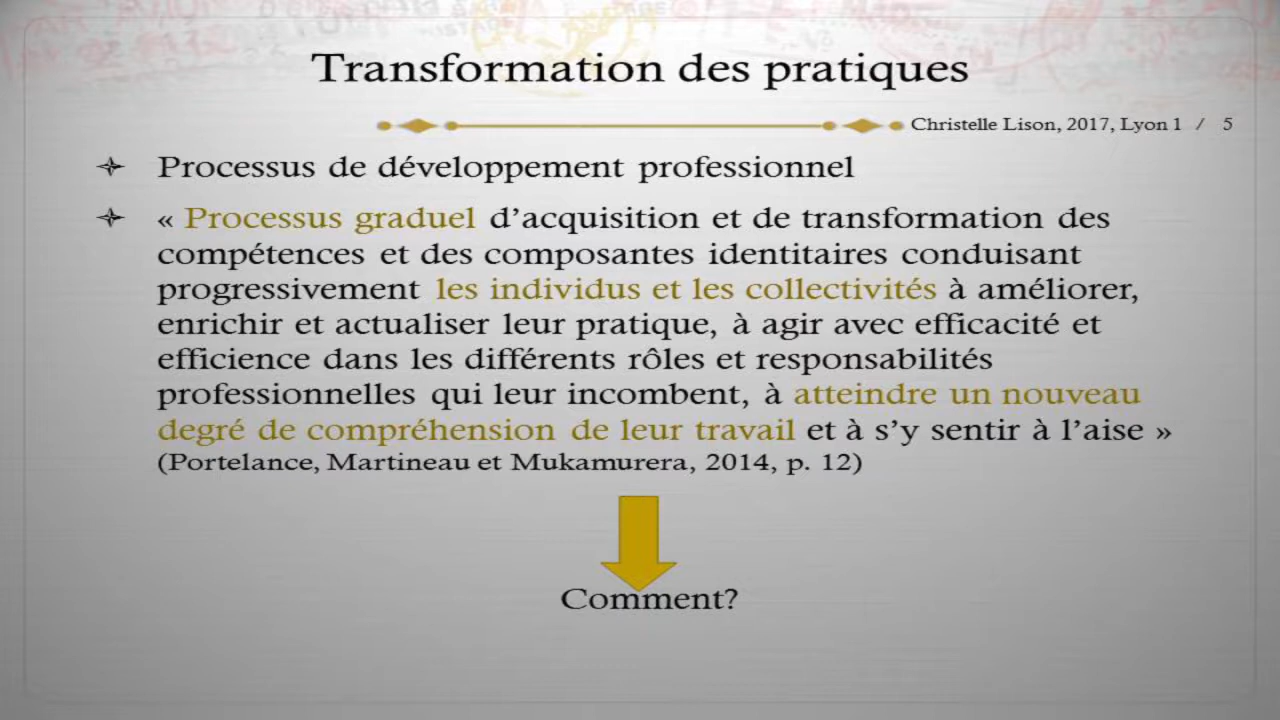 Transformation des pratiques
Christelle Lison, 2017, Lyon 1 / 5
Processus de développement professionnel
« Processus graduel d’acquisition et de transformation des
compétences et des composantes identitaires conduisant
progressivement les individus et les collectivités à améliorer,
enrichir et actualiser leur pratique, à agir avec efficacité et
efficience dans les différents rôles et responsabilités
professionnelles qui leur incombent, à atteindre un nouveau
degré de compréhension de leur travail et à s’y sentir à l’aise »
(Portelance, Martineau et Mukamurera, 2014, p. 12)
Comment?